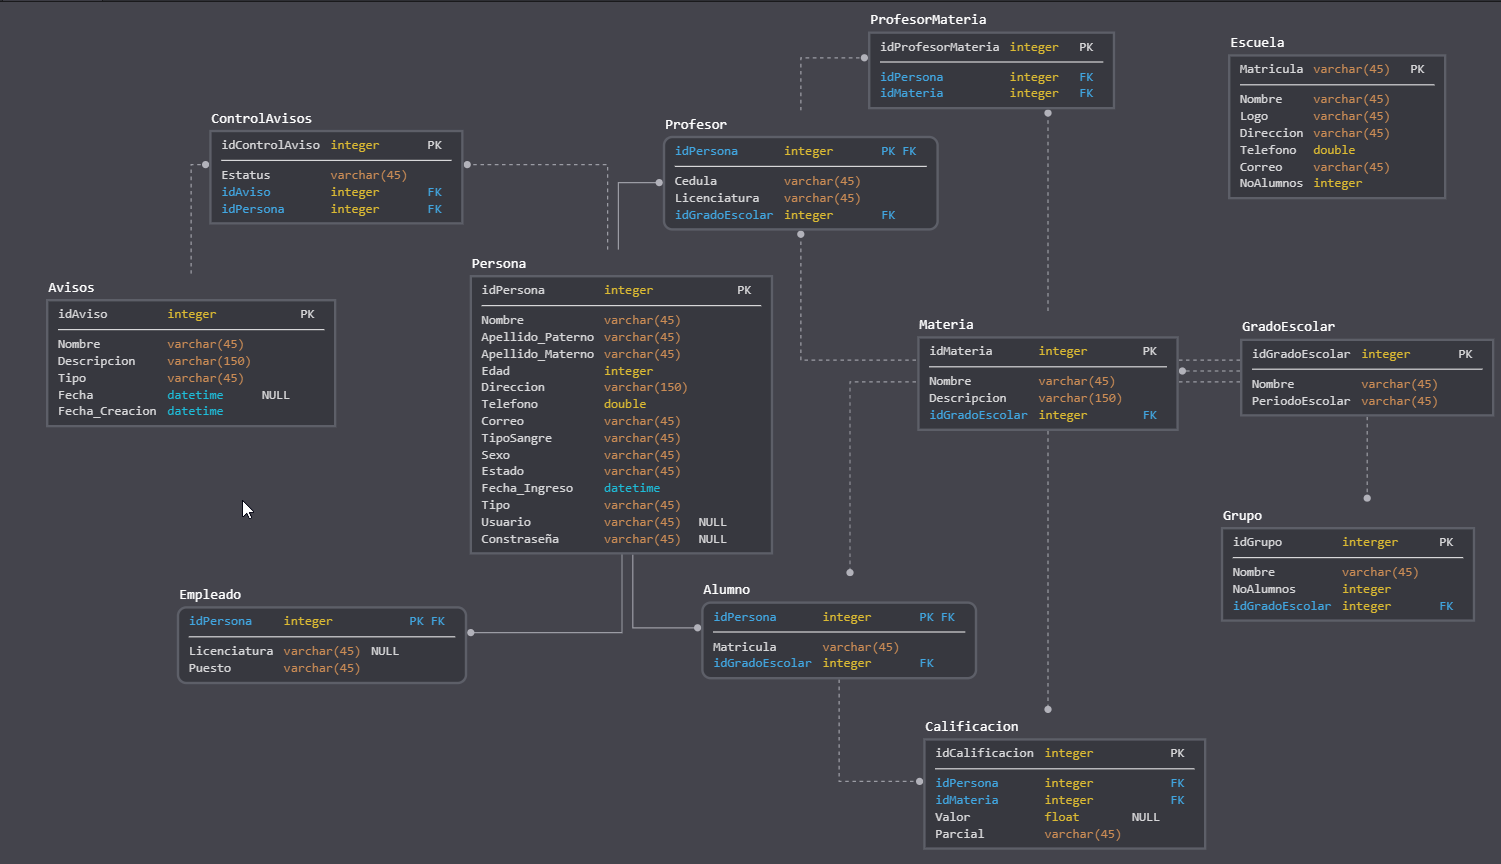 ProfesorMateria
idProfesorMateria integer PK
idPersona integer FK
idMateria integer FK
Escuela
Matricula varchar(45) PK
Nombre varchar(45)
Logo varchar(45)
Direccion varchar(45)
Telefono double
Correo varchar(45)
NoAlumnos integer
ControlAvisos
idControlAviso integer PK
Estatus varchar(45)
idAviso integer FK
idPersona integer FK
Profesor
idPersona integer PK FK
Cedula varchar(45)
Licenciatura varchar(45)
idGradoEscolar integer FK
Avisos
idAviso integer PK
Nombre varchar(45)
Descripcion varchar(150)
Tipo varchar(45)
Fecha datetime NULL
Fecha_Creacion datetime
Persona
idPersona integer PK
Nombre varchar(45)
Apellido_Paterno varchar(45)
Apellido_Materno varchar(45)
Edad integer
Direccion varchar(150)
Telefono double
Correo varchar(45)
TipoSangre varchar(45)
Sexo varchar(45)
Estado varchar(45)
Fecha_Ingreso datetime
Tipo varchar(45)
Usuario varchar(45) NULL
Constraseña varchar(45) NULL
Materia
idMateria integer PK
Nombre varchar(45)
Descripcion varchar(150)
idGradoEscolar integer FK
GradoEscolar
idGradoEscolar integer PK
Nombre varchar(45)
PeriodoEscolar varchar(45)
Grupo
idGrupo interger PK
Nombre varchar(45)
NoAlumnos integer
idGradoEscolar integer FK
Empleado
idPersona integer PK FK
Licenciatura varchar(45) NULL
Puesto varchar(45)
Alumno
idPersona integer PK FK
Matricula varchar(45)
idGradoEscolar integer FK
Calificacion
idCalificacion integer PK
idPersona integer FK
idMateria integer FK
Valor float NULL
Parcial varchar(45)